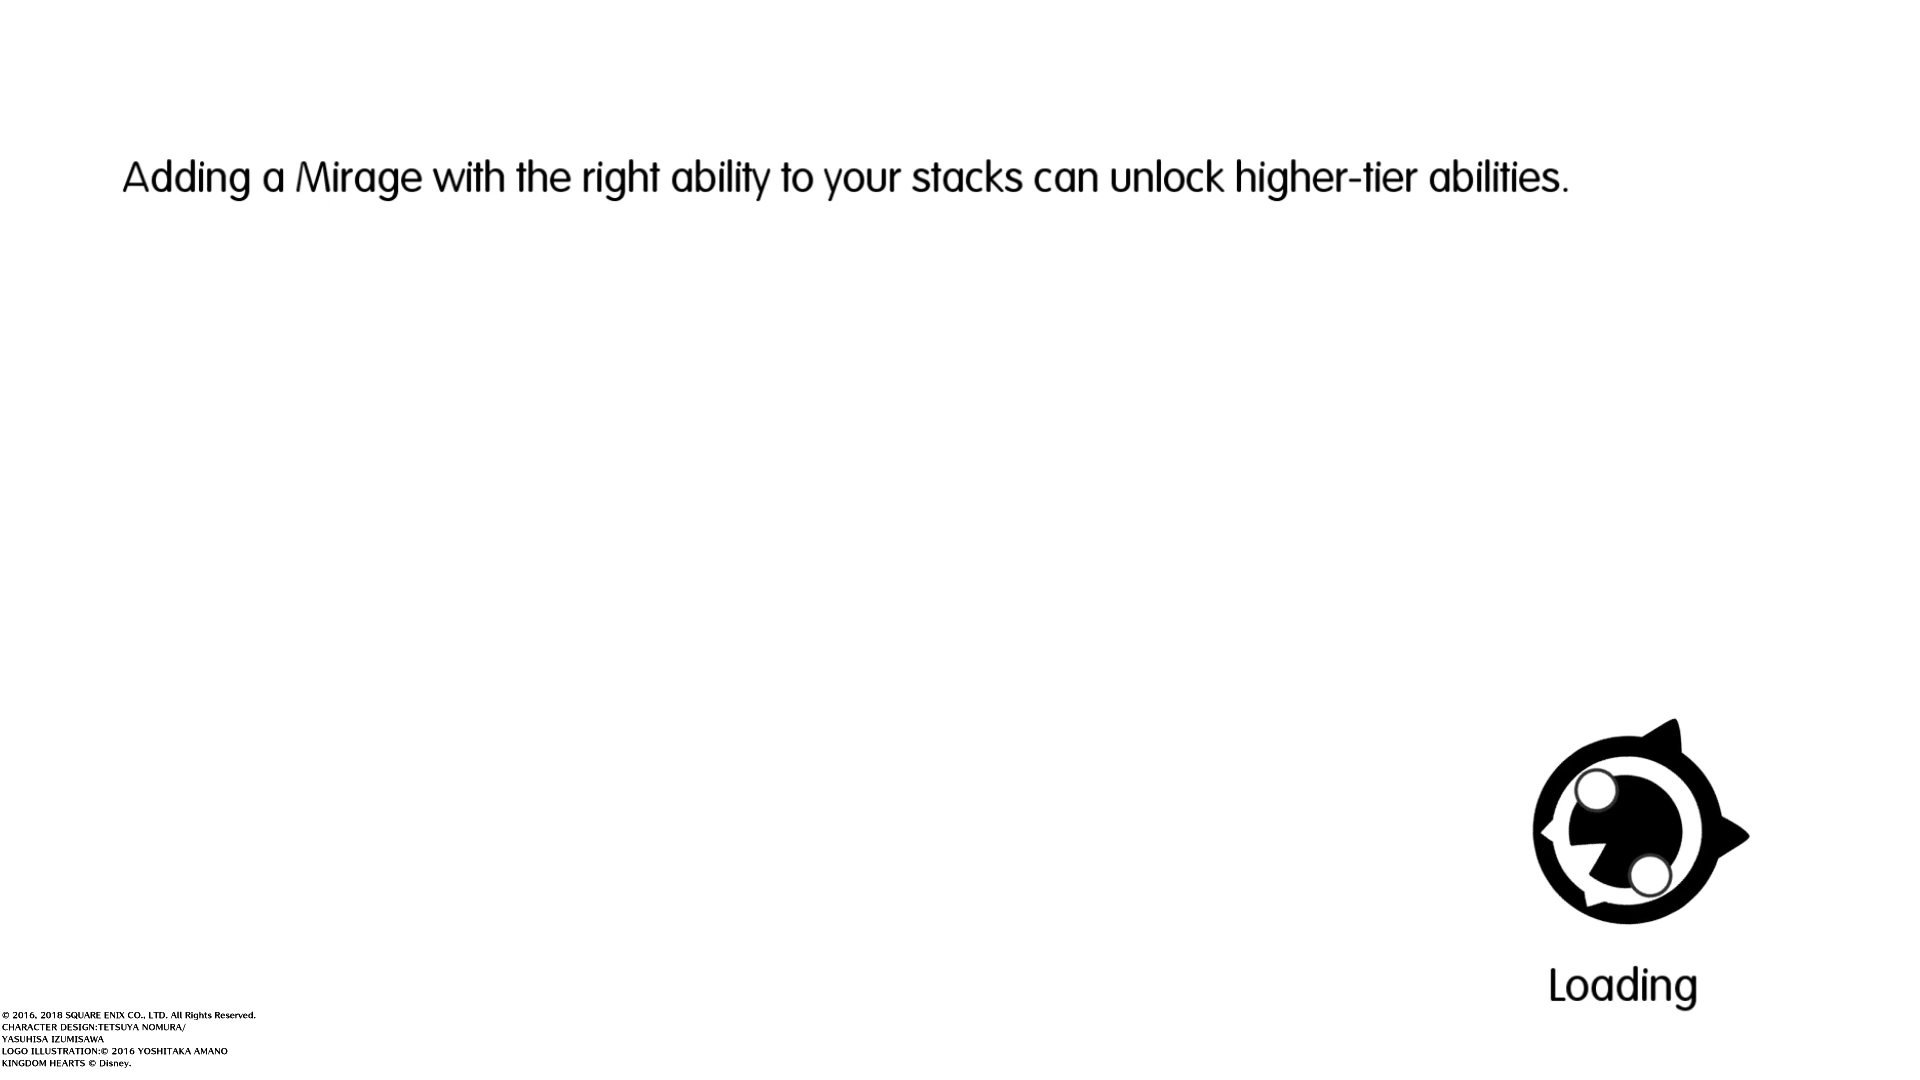 Adding a Mirage with the right ability to your stacks can unlock higher-tier abilities.
Loading
© 2016, 2018 SQUARE ENIX CO., LTD. All Rights Reserved.
CHARACTER DESIGN:TETSUYA NOMURA/
YASUHISA IZUMISAWA
LOGO ILLUSTRATION:© 2016 YOSHITAKA AMANO
KINGDOM HEARTS © Disney.